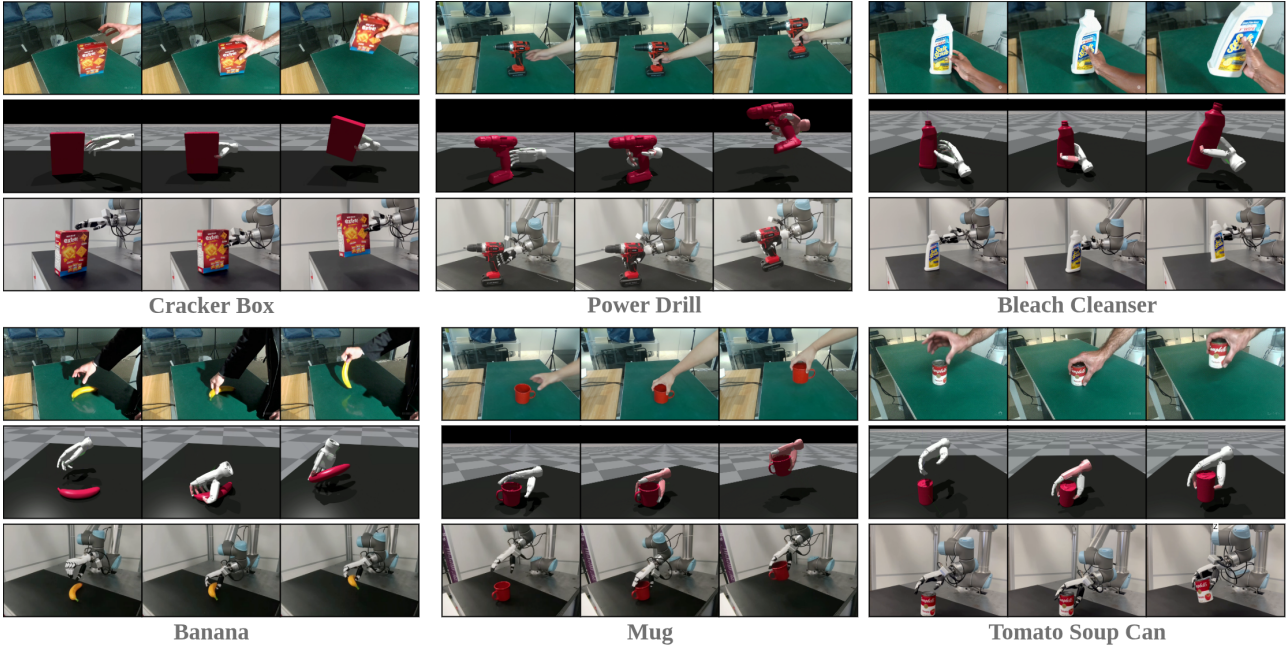 Cracker Box
Power Drill
Bleach Cleanser
Banana
Mug
Tomato Soup Can